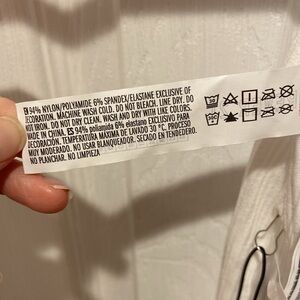 EN 94% NYLON/POLYAMIDE 6% SPANDEX/ELASTANE EXCLUSIVE OF
DECORATION. MACHINE WASH COLD. DO NOT BLEACH. LINE DRY. DO
NOT IRON. DO NOT DRY CLEAN. WASH AND DRY WITH LIKE COLORS.
MADE IN CHINA. ES 94% poliamida 6% elastano EXCLUSIVO PARA
DECORACIÓN. TEMPERATURA MÁXIMA DE LAVADO 30 °C. PROCESO
MUY MODERADO. NO USAR BLANQUEADOR. SECADO EN TENDEDERO.
NO PLANCHAR. NO LIMPIEZA